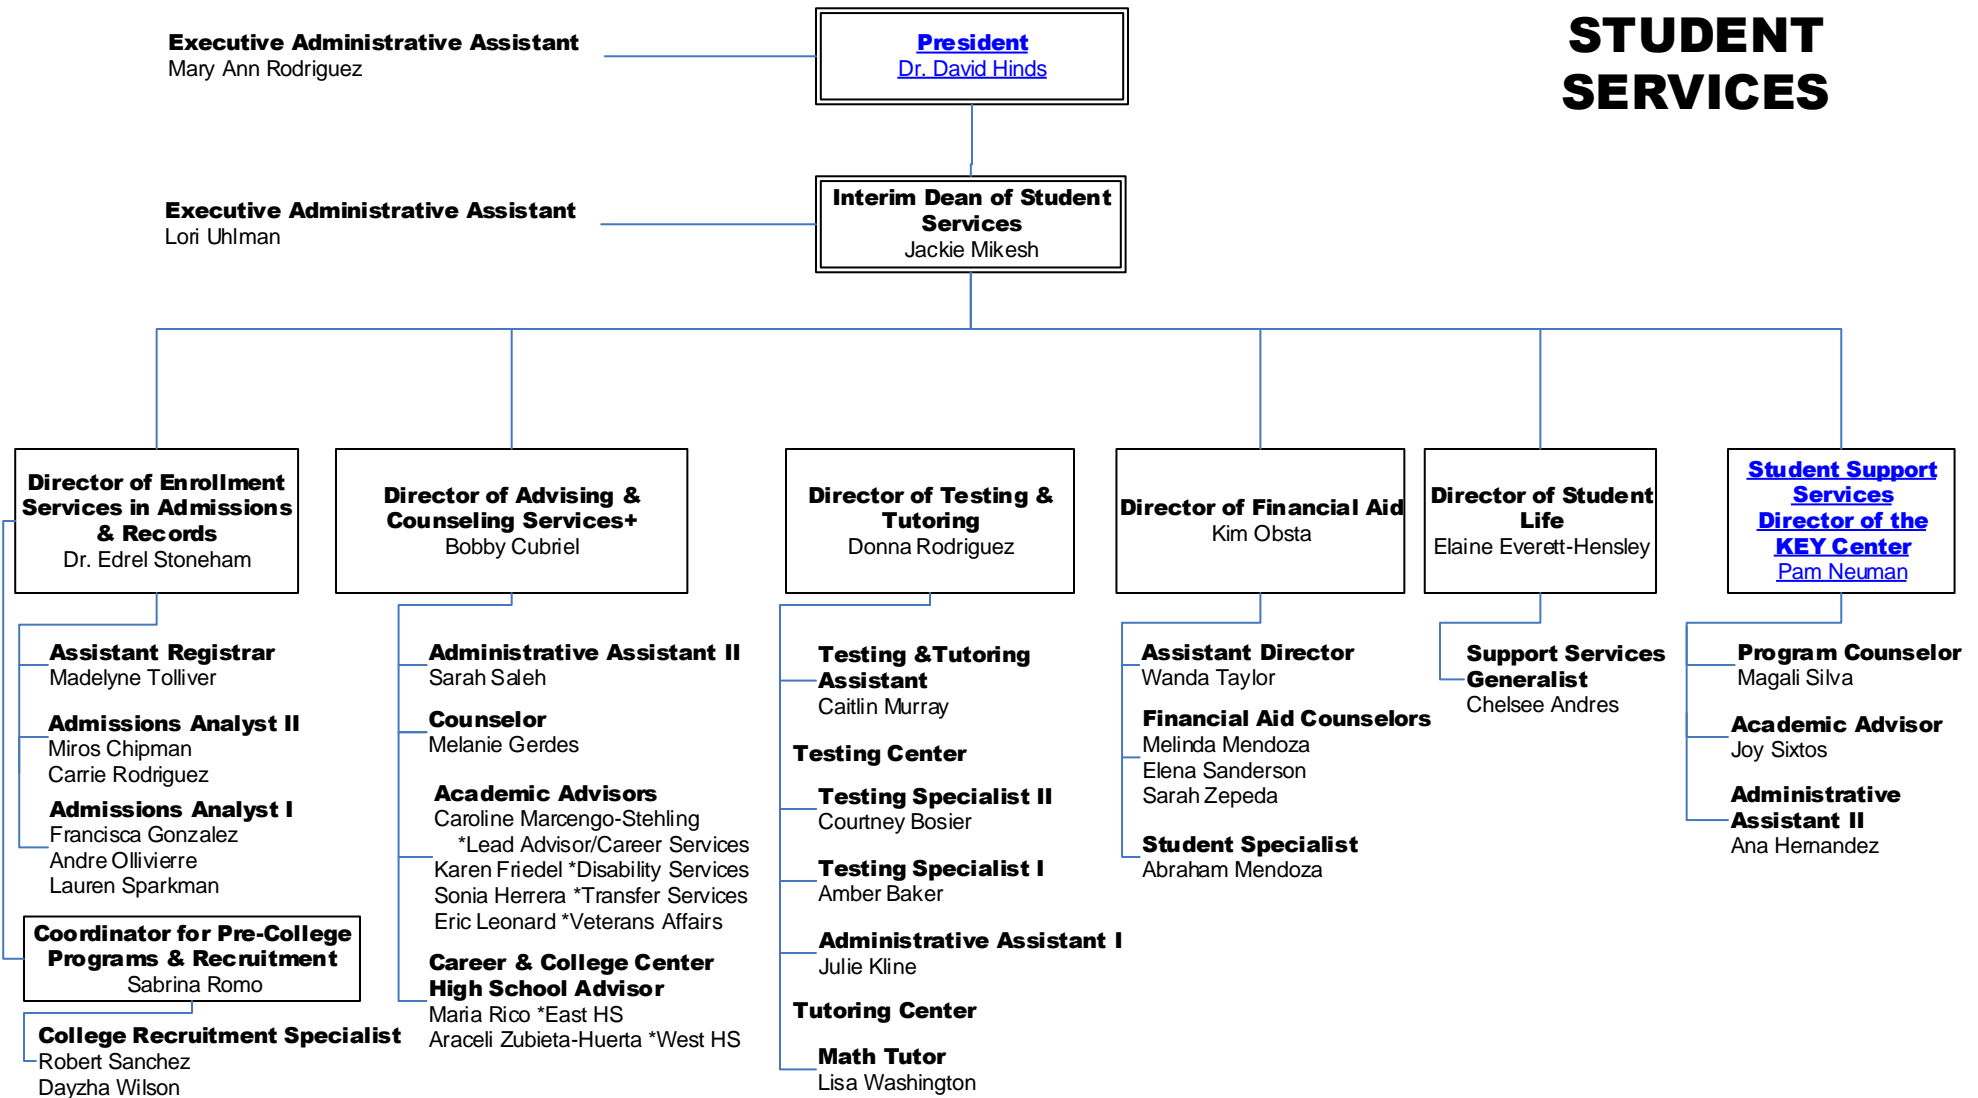 STUDENT
SERVICES
Executive Administrative Assistant
Mary Ann Rodriguez
President
Dr. David Hinds
Executive Administrative Assistant
Lori Uhlman
Interim Dean of Student
Services
Jackie Mikesh
Director of Enrollment
Services in Admissions
& Records
Dr. Edrel Stoneham
Assistant Registrar
Madelyne Tolliver
Admissions Analyst II
Miros Chipman
Carrie Rodriguez
Admissions Analyst I
Francisca Gonzalez
Andre Ollivierre
Lauren Sparkman
Coordinator for Pre-College
Programs & Recruitment
Sabrina Romo
College Recruitment Specialist
Robert Sanchez
Dayzha Wilson
Director of Advising &
Counseling Services+
Bobby Cubriel
Administrative Assistant II
Sarah Saleh
Counselor
Melanie Gerdes
Academic Advisors
Caroline Marcengo-Stehling
*Lead Advisor/Career Services
Karen Friedel *Disability Services
Sonia Herrera *Transfer Services
Eric Leonard *Veterans Affairs
Career & College Center
High School Advisor
Maria Rico *East HS
Araceli Zubieta-Huerta *West HS
Director of Testing &
Tutoring
Donna Rodriguez
Testing &Tutoring
Assistant
Caitlin Murray
Testing Center
Testing Specialist II
Courtney Bosier
Testing Specialist I
Amber Baker
Administrative Assistant I
Julie Kline
Tutoring Center
Math Tutor
Lisa Washington
Director of Financial Aid
Kim Obsta
Assistant Director
Wanda Taylor
Financial Aid Counselors
Melinda Mendoza
Elena Sanderson
Sarah Zepeda
Student Specialist
Abraham Mendoza
Director of Student
Life
Elaine Everett-Hensley
Support Services
Generalist
Chelsee Andres
Student Support
Services
Director of the
KEY Center
Pam Neuman
Program Counselor
Magali Silva
Academic Advisor
Joy Sixtos
Administrative
Assistant II
Ana Hernandez